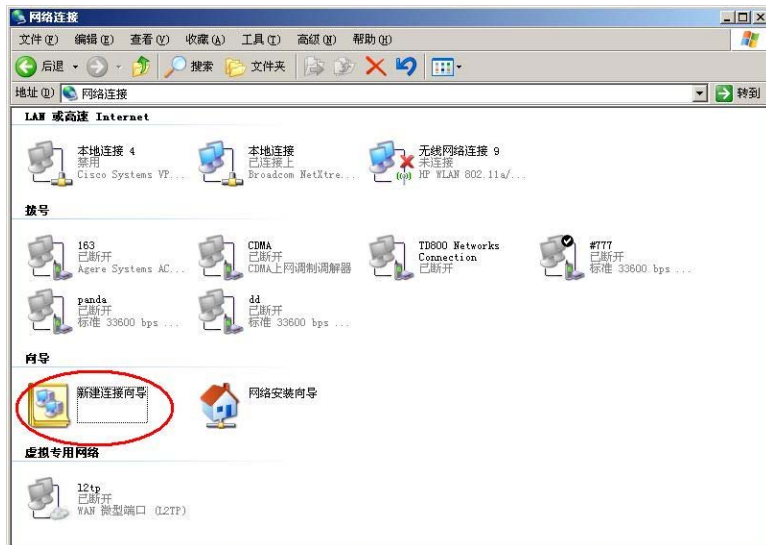 网络连接
文件(F) 编辑(E) 查看(V) 收藏(A) 工具(T) 高级(N) 帮助(H)
后退 搜索 文件夹
地址(D) 网络连接 转到
LAN 或高速 Internet
本地连接 4
禁用
Cisco Systems VP...
本地连接
已连接上
Broadcom NetXtre...
无线网络连接 9
未连接
HP WLAN 802.11a/...
拨号
163
已断开
Agere Systems AC...
CDMA
已断开
CDMA上网调制调解器
TD800 Networks
Connection
已断开
#777
已断开
标准 33600 bps ...
panda
已断开
标准 33600 bps ...
dd
已断开
标准 33600 bps ...
向导
新建连接向导
网络安装向导
虚拟专用网络
l2tp
已断开
WAN 微型端口 (L2TP)